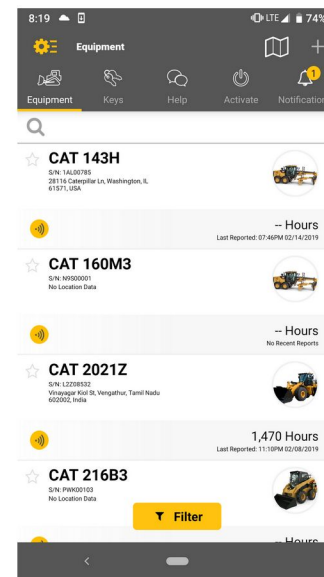 8:19
LTE 74%
Equipment
Equipment Keys Help Activate Notification
1
CAT 143H
S/N: 1AL00785
28116 Caterpillar Ln, Washington, IL
61571, USA
-- Hours
Last Reported: 07:46PM 02/14/2019
CAT 160M3
S/N: N9S00001
No Location Data
-- Hours
No Recent Reports
CAT 2021Z
S/N: L2Z08532
Vinayagar Kiol St, Vengathur, Tamil Nadu
602002, India
1,470 Hours
Last Reported: 11:10PM 02/08/2019
CAT 216B3
S/N: PWK00103
No Location Data
Filter
-- Hours